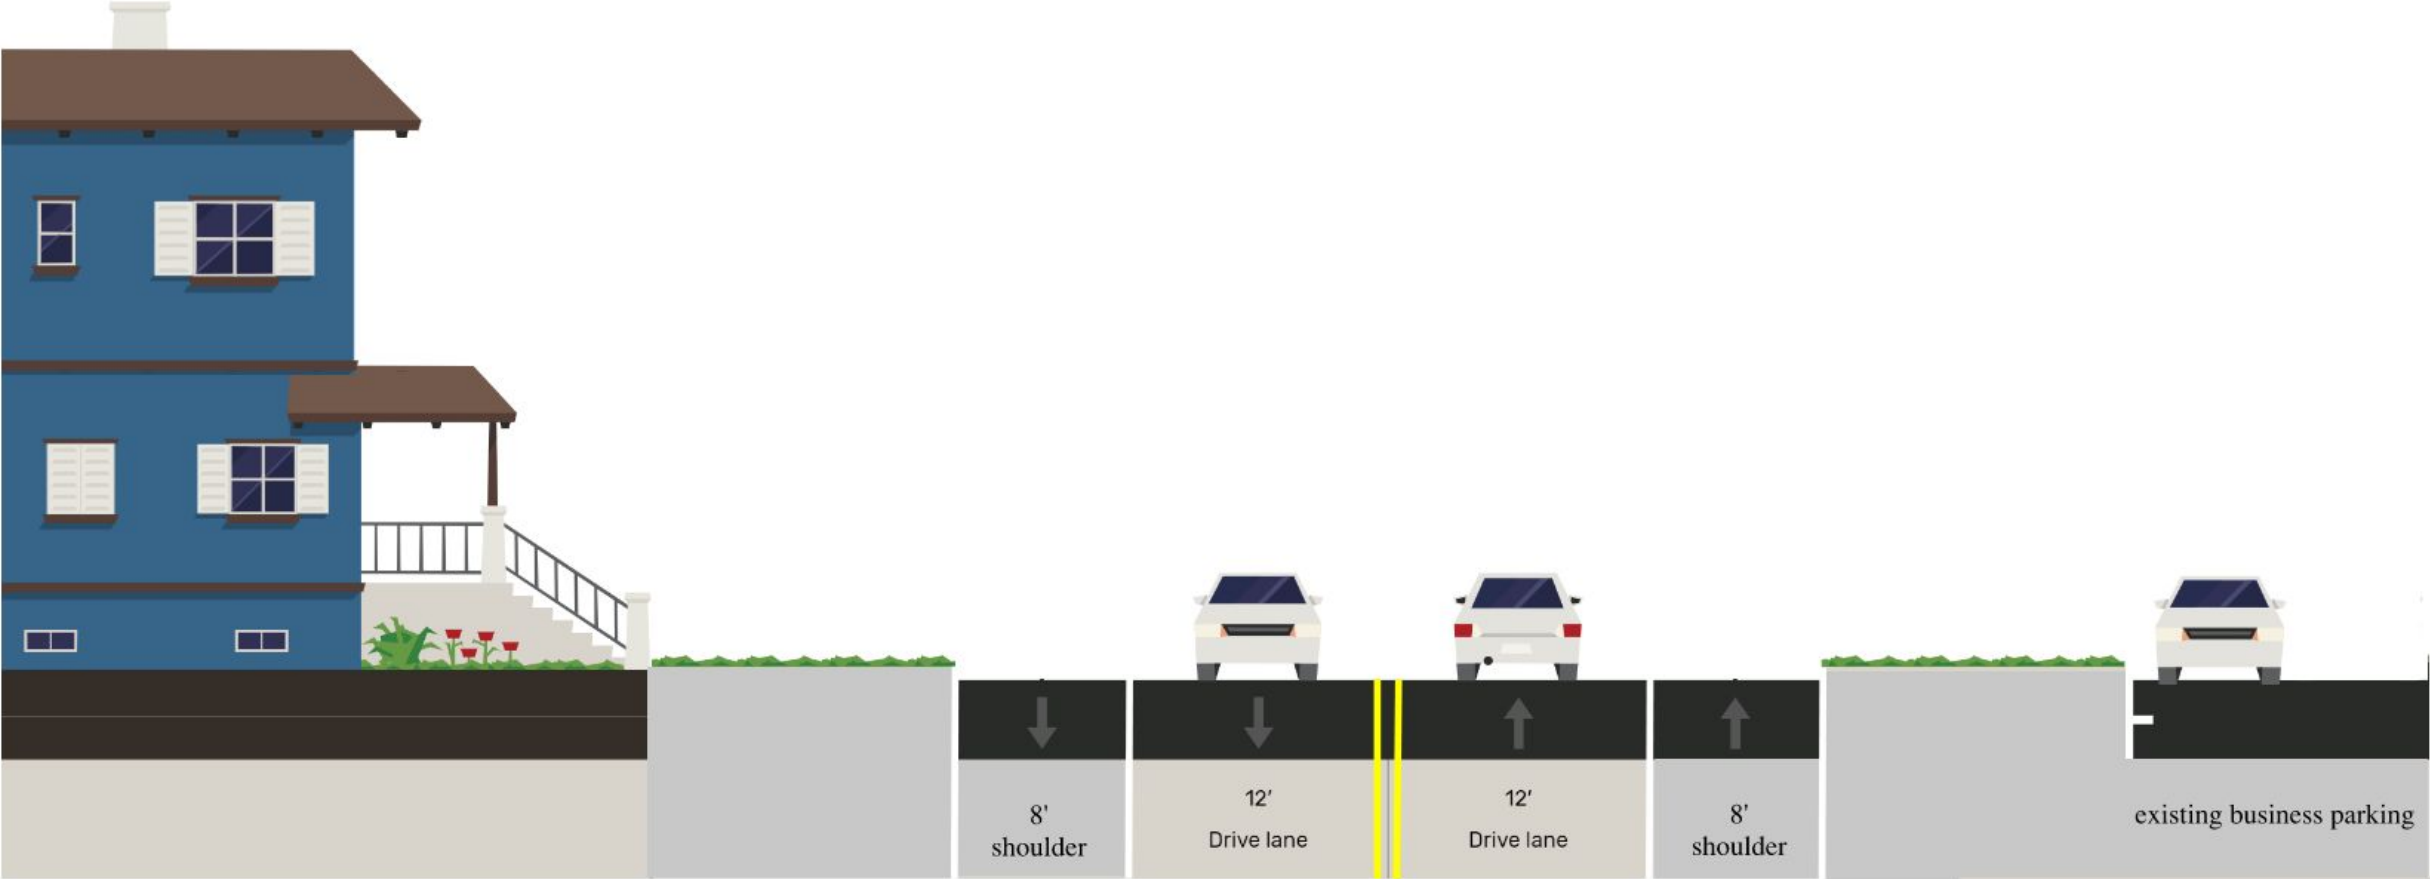 8'
shoulder
12′
Drive lane
12′
Drive lane
8'
shoulder
existing business parking